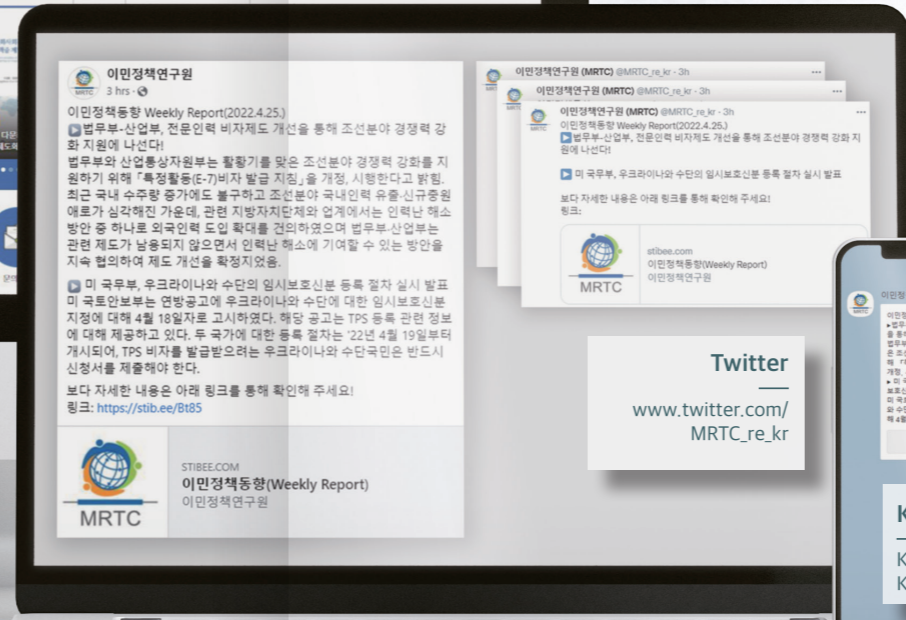 이민정책연구원
3 hrs ·
이민정책동향 Weekly Report(2022.4.25.)
▶법무부-산업부, 전문인력 비자제도 개선을 통해 조선분야 경쟁력 강
화 지원에 나선다!
법무부와 산업통상자원부는 활황기를 맞은 조선분야 경쟁력 강화를 지
원하기 위해 「특정활동(E-7)비자 발급 지침」을 개정, 시행한다고 밝힘.
최근 국내 수주량 증가에도 불구하고 조선분야 국내인력 유출·신규충원
애로가 심각해진 가운데, 관련 지방자치단체와 업계에서는 인력난 해소
방안 중 하나로 외국인력 도입 확대를 건의하였으며 법무부·산업부는
관련 제도가 남용되지 않으면서 인력난 해소에 기여할 수 있는 방안을
지속 협의하여 제도 개선을 확정지었음.
▶ 미 국무부, 우크라이나와 수단의 임시보호신분 등록 절차 실시 발표
미 국토안보부는 연방공고에 우크라이나와 수단에 대한 임시보호신분
지정에 대해 4월 18일자로 고시하였다. 해당 공고는 TPS 등록 관련 정보
에 대해 제공하고 있다. 두 국가에 대한 등록 절차는 '22년 4월 19일부터
개시되어, TPS 비자를 발급받으려는 우크라이나와 수단국민은 반드시
신청서를 제출해야 한다.
보다 자세한 내용은 아래 링크를 통해 확인해 주세요!
링크: https://stib.ee/Bt85
STIBEE.COM
이민정책동향(Weekly Report)
이민정책연구원
MRTC
이민정책연구원 (MRTC) @MRTC_re_kr · 3h
이민정책연구원 (MRTC) @MRTC_re_kr · 3h
이민정책연구원 (MRTC) @MRTC_re_kr · 3h
이민정책동향 Weekly Report(2022.4.25.)
▶법무부-산업부, 전문인력 비자제도 개선을 통해 조선분야 경쟁력 강화 지
원에 나선다!
▶ 미 국무부, 우크라이나와 수단의 임시보호신분 등록 절차 실시 발표
보다 자세한 내용은 아래 링크를 통해 확인해 주세요!
링크:
stibee.com
이민정책동향(Weekly Report)
이민정책연구원
MRTC
Twitter
www.twitter.com/
MRTC_re_kr